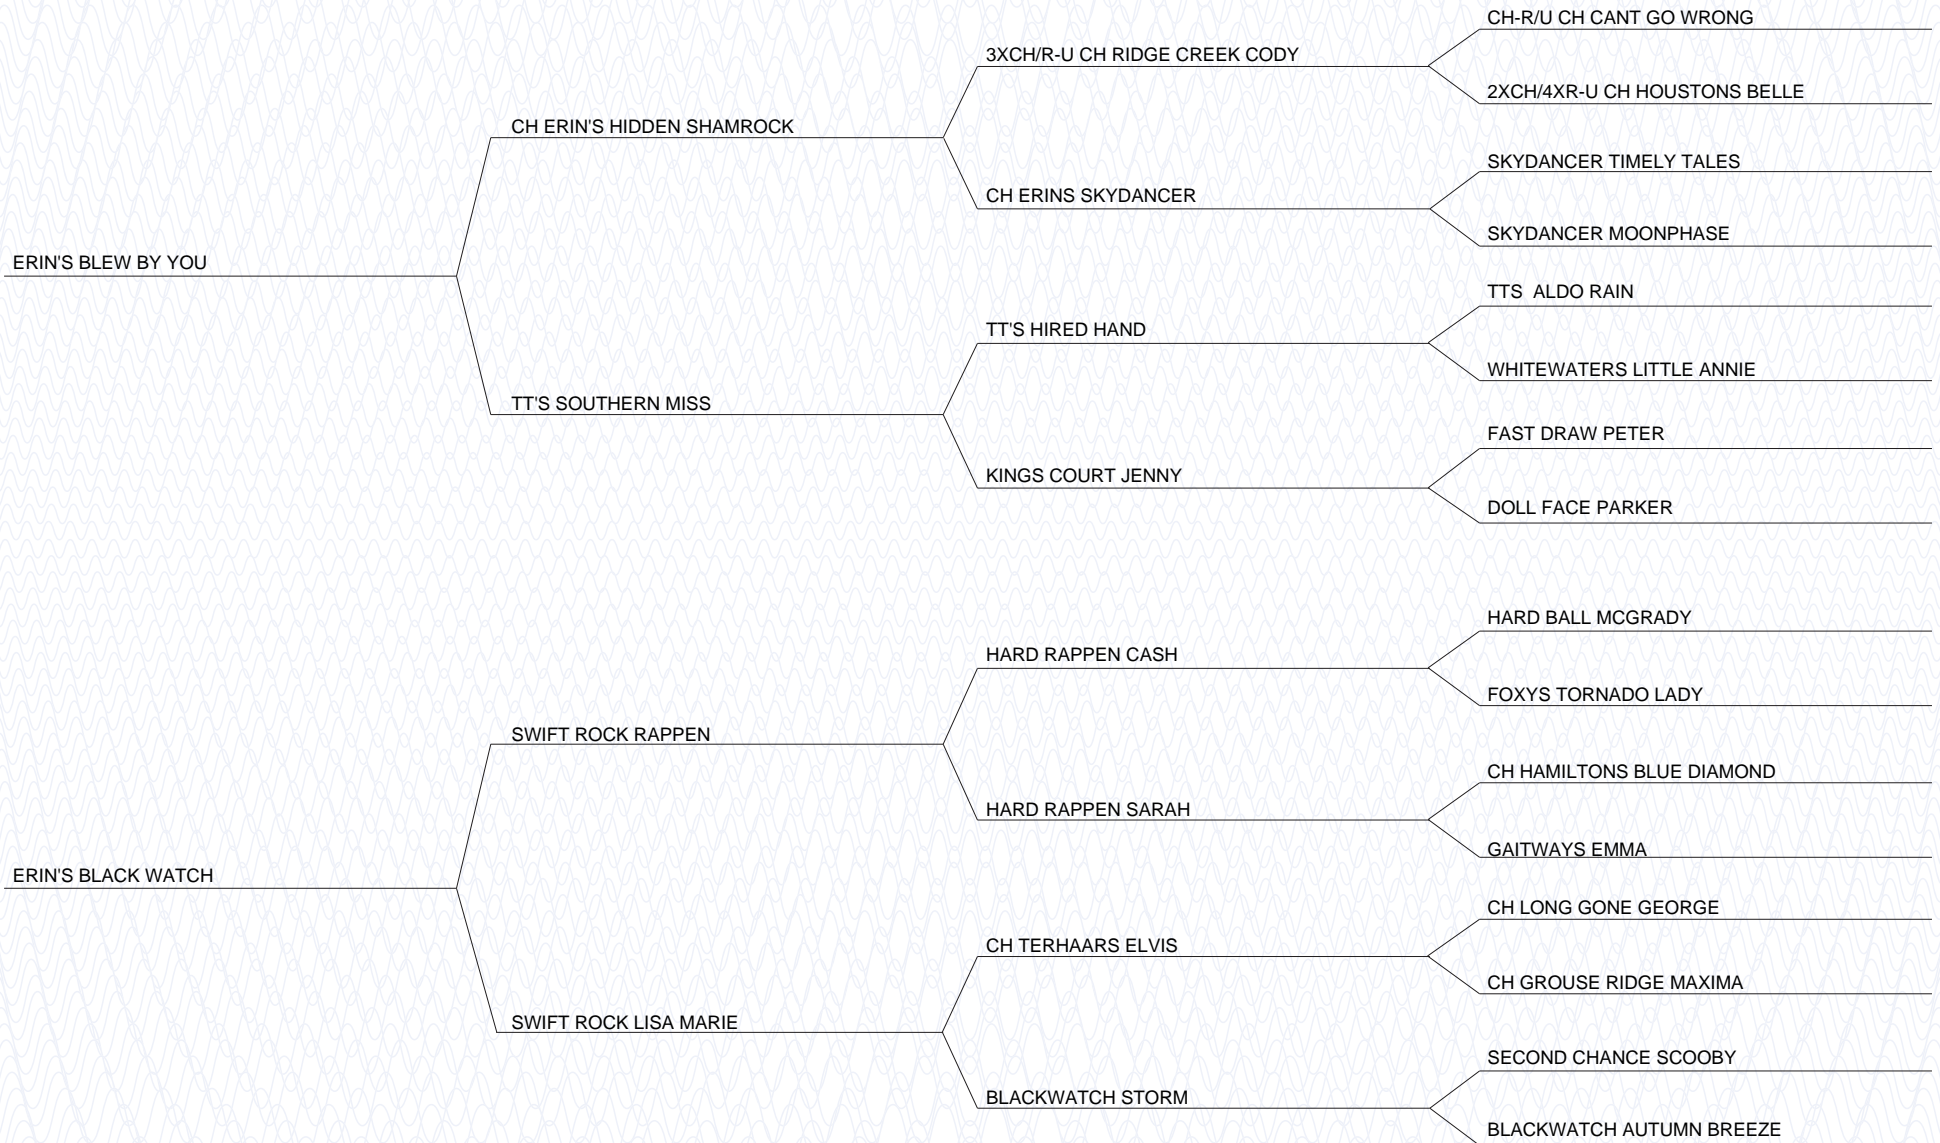 CH-R/U CH CANT GO WRONG
3XCH/R-U CH RIDGE CREEK CODY
2XCH/4XR-U CH HOUSTONS BELLE
CH ERIN'S HIDDEN SHAMROCK
SKYDANCER TIMELY TALES
CH ERINS SKYDANCER
SKYDANCER MOONPHASE
ERIN'S BLEW BY YOU
TTS  ALDO RAIN
TT'S HIRED HAND
WHITEWATERS LITTLE ANNIE
TT'S SOUTHERN MISS
FAST DRAW PETER
KINGS COURT JENNY
DOLL FACE PARKER
HARD BALL MCGRADY
HARD RAPPEN CASH
FOXYS TORNADO LADY
SWIFT ROCK RAPPEN
CH HAMILTONS BLUE DIAMOND
HARD RAPPEN SARAH
GAITWAYS EMMA
ERIN'S BLACK WATCH
CH LONG GONE GEORGE
CH TERHAARS ELVIS
CH GROUSE RIDGE MAXIMA
SWIFT ROCK LISA MARIE
SECOND CHANCE SCOOBY
BLACKWATCH STORM
BLACKWATCH AUTUMN BREEZE